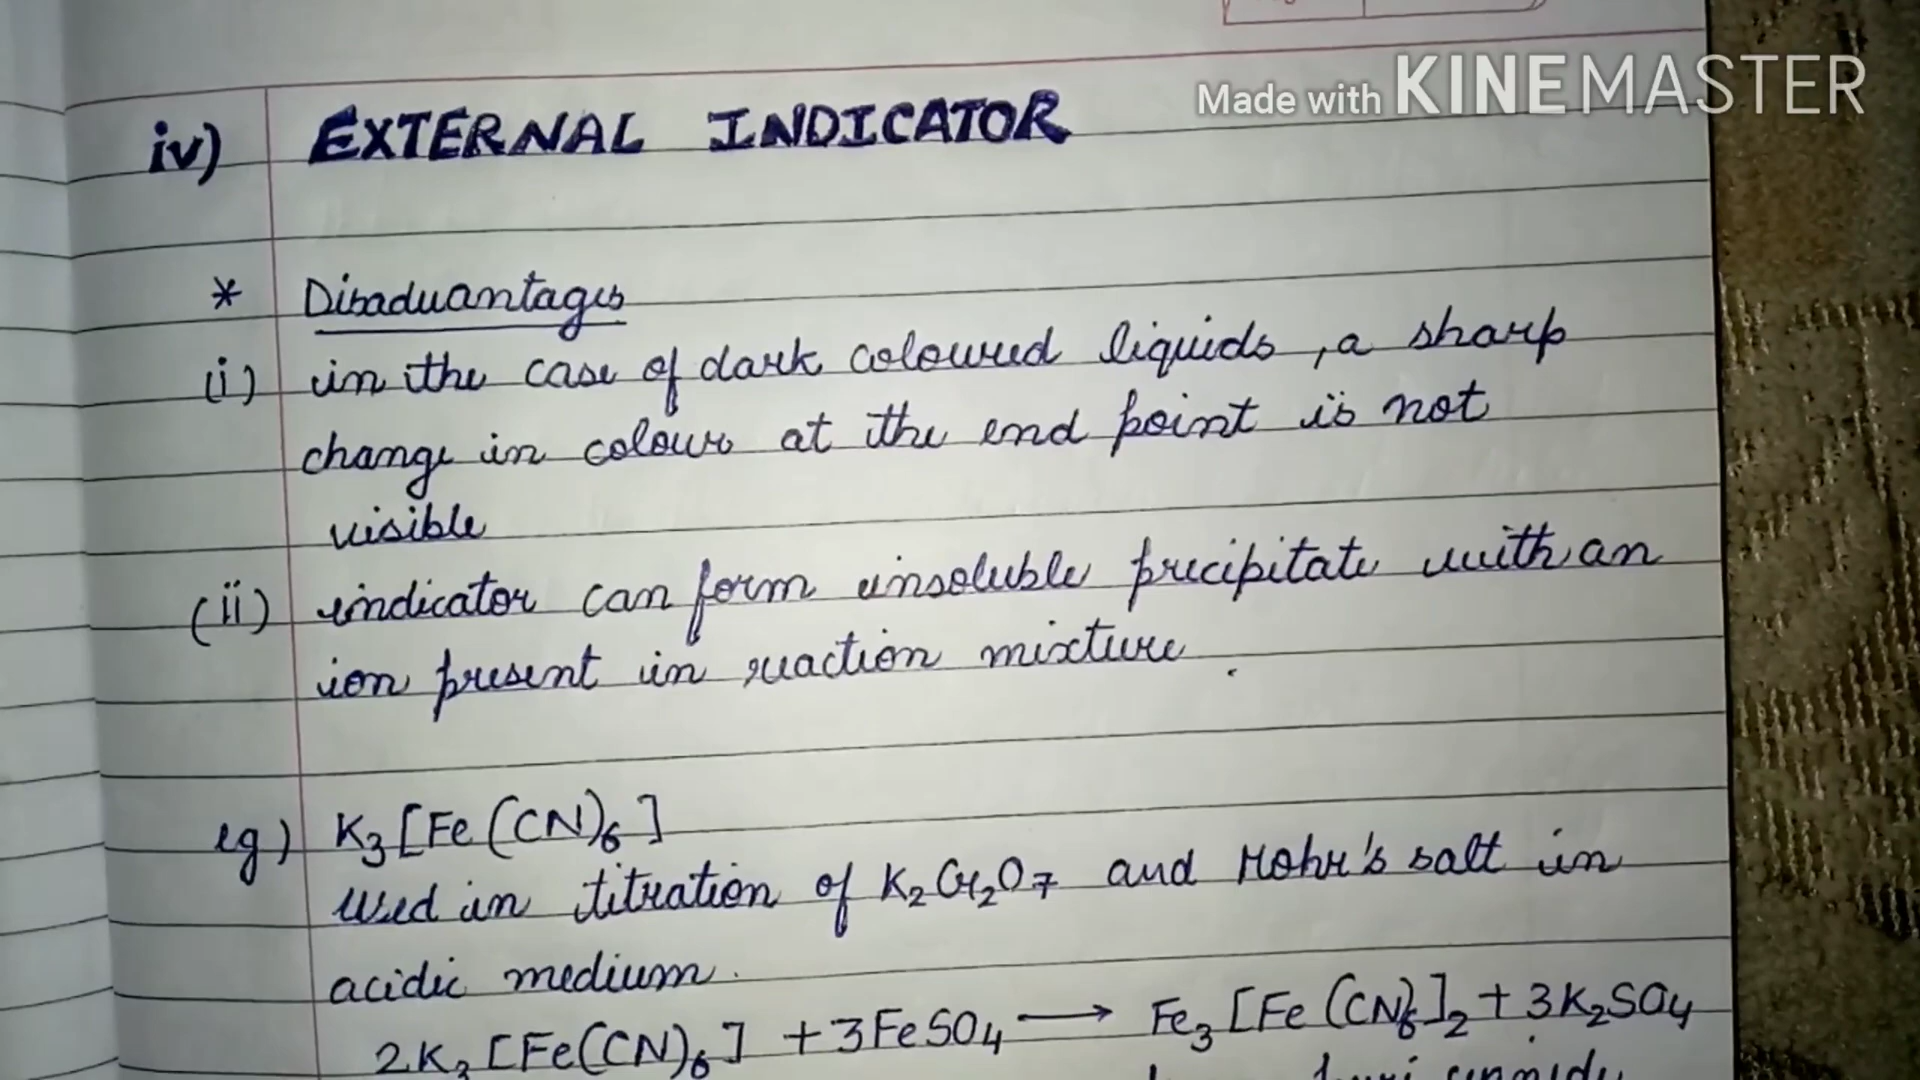 Made with KINEMASTER
iv) EXTERNAL INDICATOR
* Disadvantages
(i) in the case of dark coloured liquids, a sharp
change in colour at the end point is not
visible
(ii) indicator can form insoluble precipitate with an
ion present in reaction mixture
eg) K₃[Fe(CN)₆]
Used in titration of K₂Cr₂O₇ and Mohr's salt in
acidic medium.
2K₃[Fe(CN)₆] + 3FeSO₄ → Fe₃[Fe(CN)₆]₂ + 3K₂SO₄